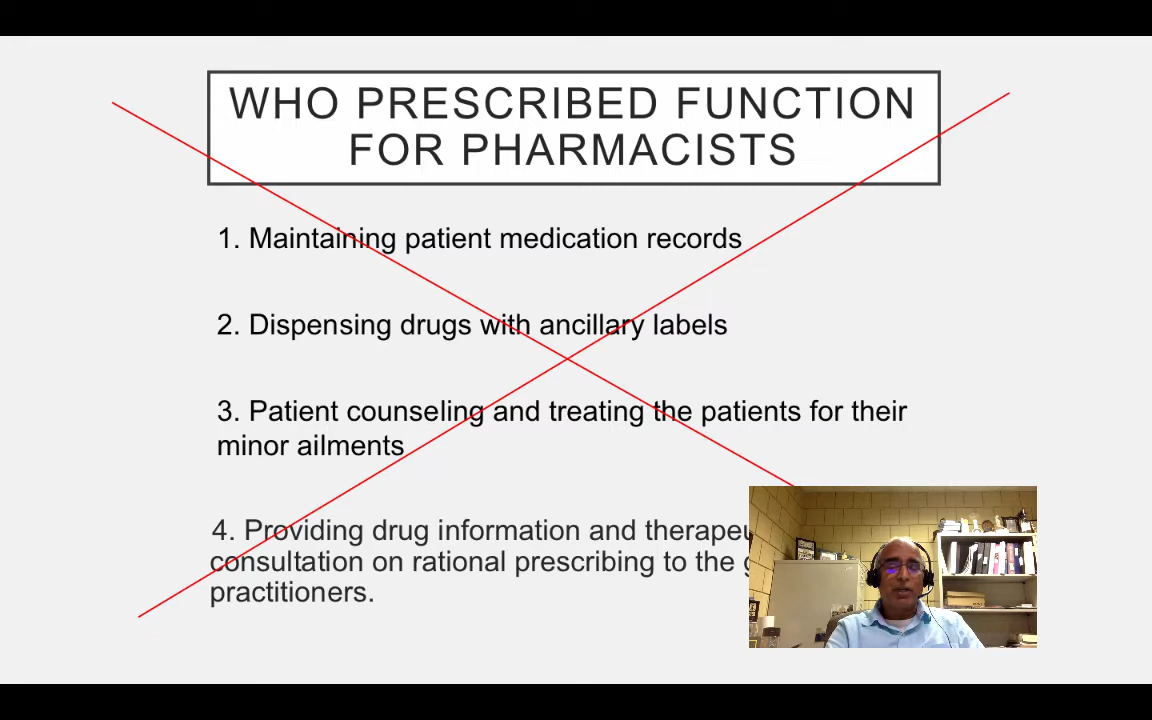 WHO PRESCRIBED FUNCTION
FOR PHARMACISTS
1. Maintaining patient medication records
2. Dispensing drugs with ancillary labels
3. Patient counseling and treating the patients for their
minor ailments
4. Providing drug information and
consultation on rational prescribing to the
practitioners.